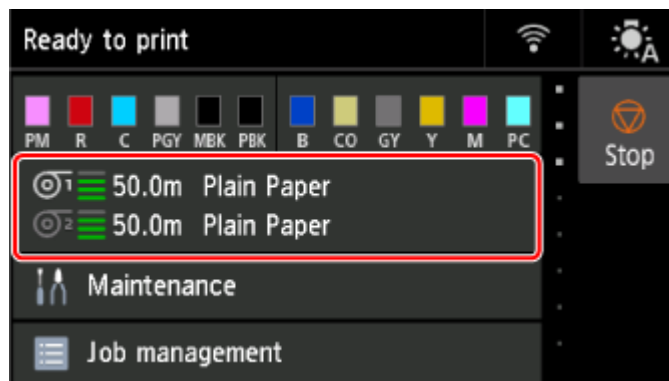 Ready to print
A
PM R C PGY MBK PBK B CO GY Y M PC
Stop
1 50.0m Plain Paper
2 50.0m Plain Paper
Maintenance
Job management